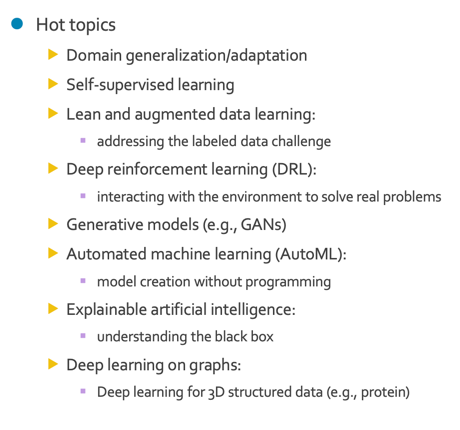 Hot topics
Domain generalization/adaptation
Self-supervised learning
Lean and augmented data learning:
addressing the labeled data challenge
Deep reinforcement learning (DRL):
interacting with the environment to solve real problems
Generative models (e.g., GANs)
Automated machine learning (AutoML):
model creation without programming
Explainable artificial intelligence:
understanding the black box
Deep learning on graphs:
Deep learning for 3D structured data (e.g., protein)